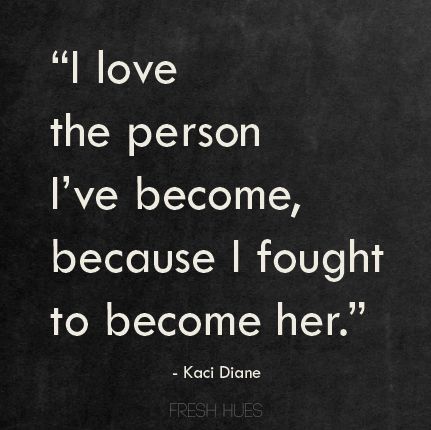 “I love
the person
I’ve become,
because I fought
to become her.”
- Kaci Diane
FRESH HUES